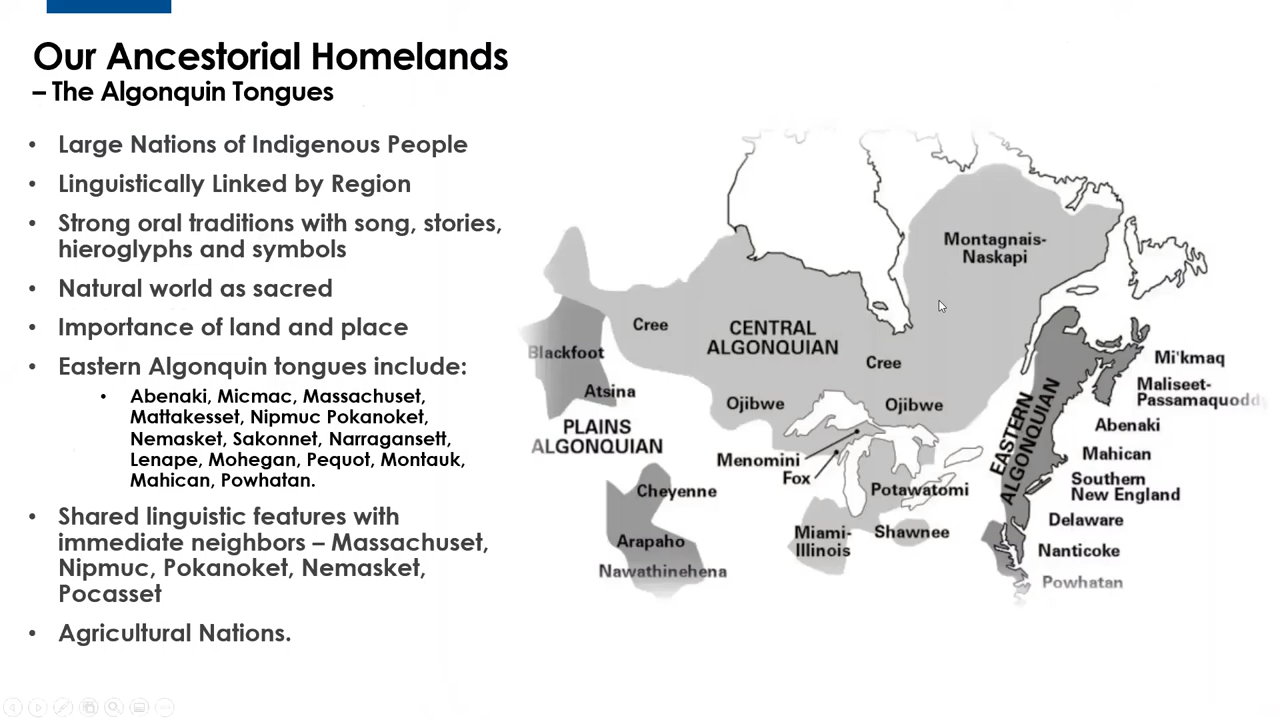 Our Ancestorial Homelands
– The Algonquin Tongues
• Large Nations of Indigenous People
• Linguistically Linked by Region
• Strong oral traditions with song, stories,
hieroglyphs and symbols
• Natural world as sacred
• Importance of land and place
• Eastern Algonquin tongues include:
• Abenaki, Micmac, Massachuset,
Mattakesset, Nipmuc Pokanoket,
Nemasket, Sakonnet, Narragansett,
Lenape, Mohegan, Pequot, Montauk,
Mahican, Powhatan.
• Shared linguistic features with
immediate neighbors – Massachuset,
Nipmuc, Pokanoket, Nemasket,
Pocasset
• Agricultural Nations.
Montagnais-
Naskapi
Cree
CENTRAL
ALGONQUIAN
Cree
Blackfoot
Atsina
Ojibwe
Ojibwe
PLAINS
ALGONQUIAN
Menomini
Fox
Cheyenne
Potawatomi
Arapaho
Miami-
Illinois
Shawnee
Nawathinehena
EASTERN
ALGONQUIAN
Mi'kmaq
Maliseet-
Passamaquoddy
Abenaki
Mahican
Southern
New England
Delaware
Nanticoke
Powhatan